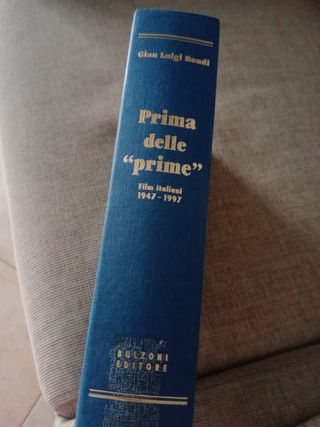 Gian Luigi Rondi
Prima
delle
“prime”
Film italiani
1947 - 1997
BULZONI
EDITORE